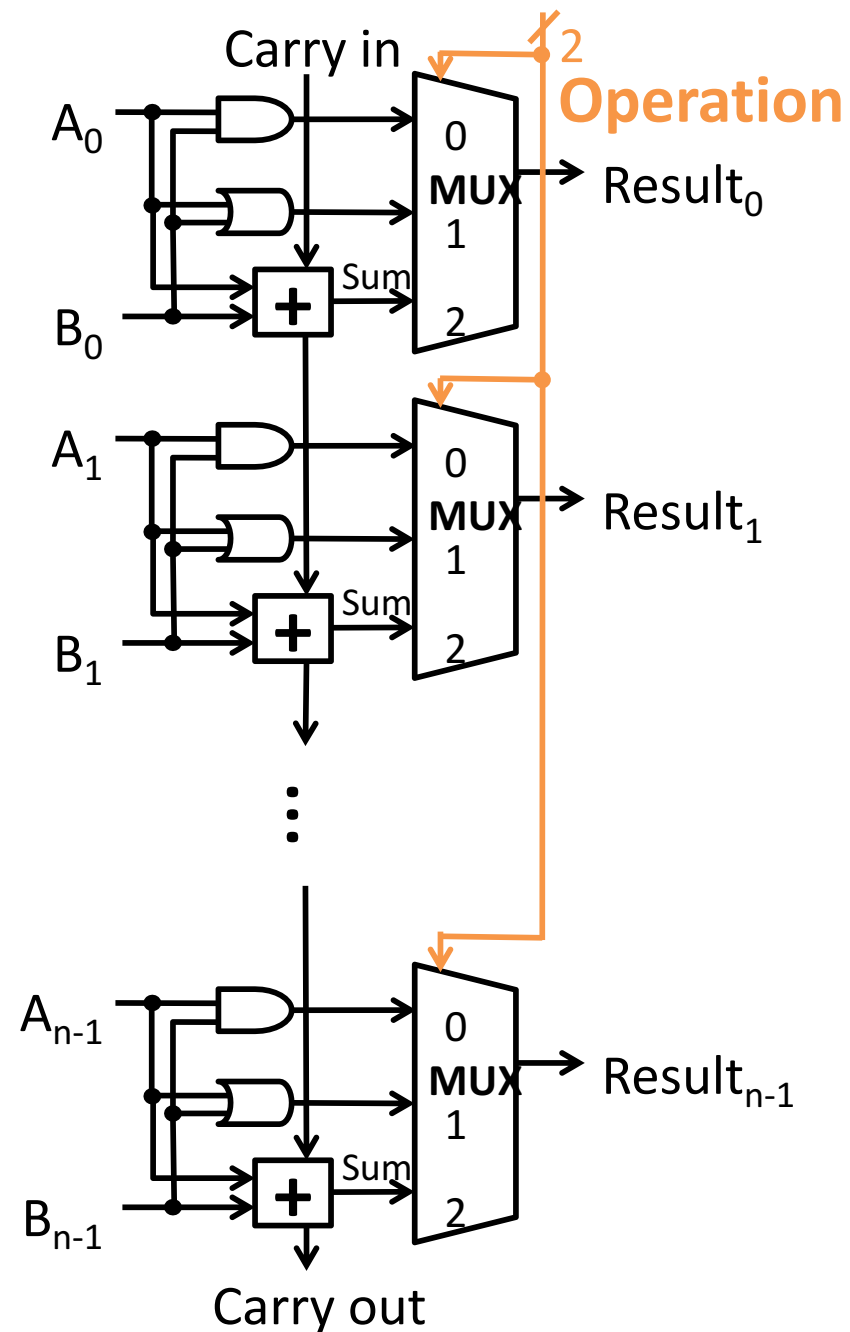 Carry in
2
Operation
A0
0
MUX
Result0
1
Sum
+
2
B0
A1
0
MUX
Result1
1
Sum
+
2
B1
An-1
0
MUX
Resultn-1
1
Sum
+
2
Bn-1
Carry out